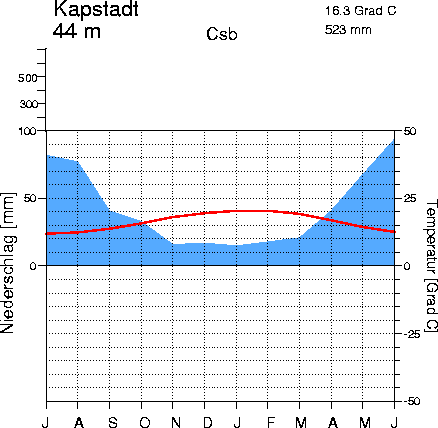 Kapstadt
44 m
Csb
16.3 Grad C
523 mm
500
300
100
50
0
50
25
0
-25
-50
Niederschlag [mm]
Temperatur [Grad C]
J A S O N D J F M A M J